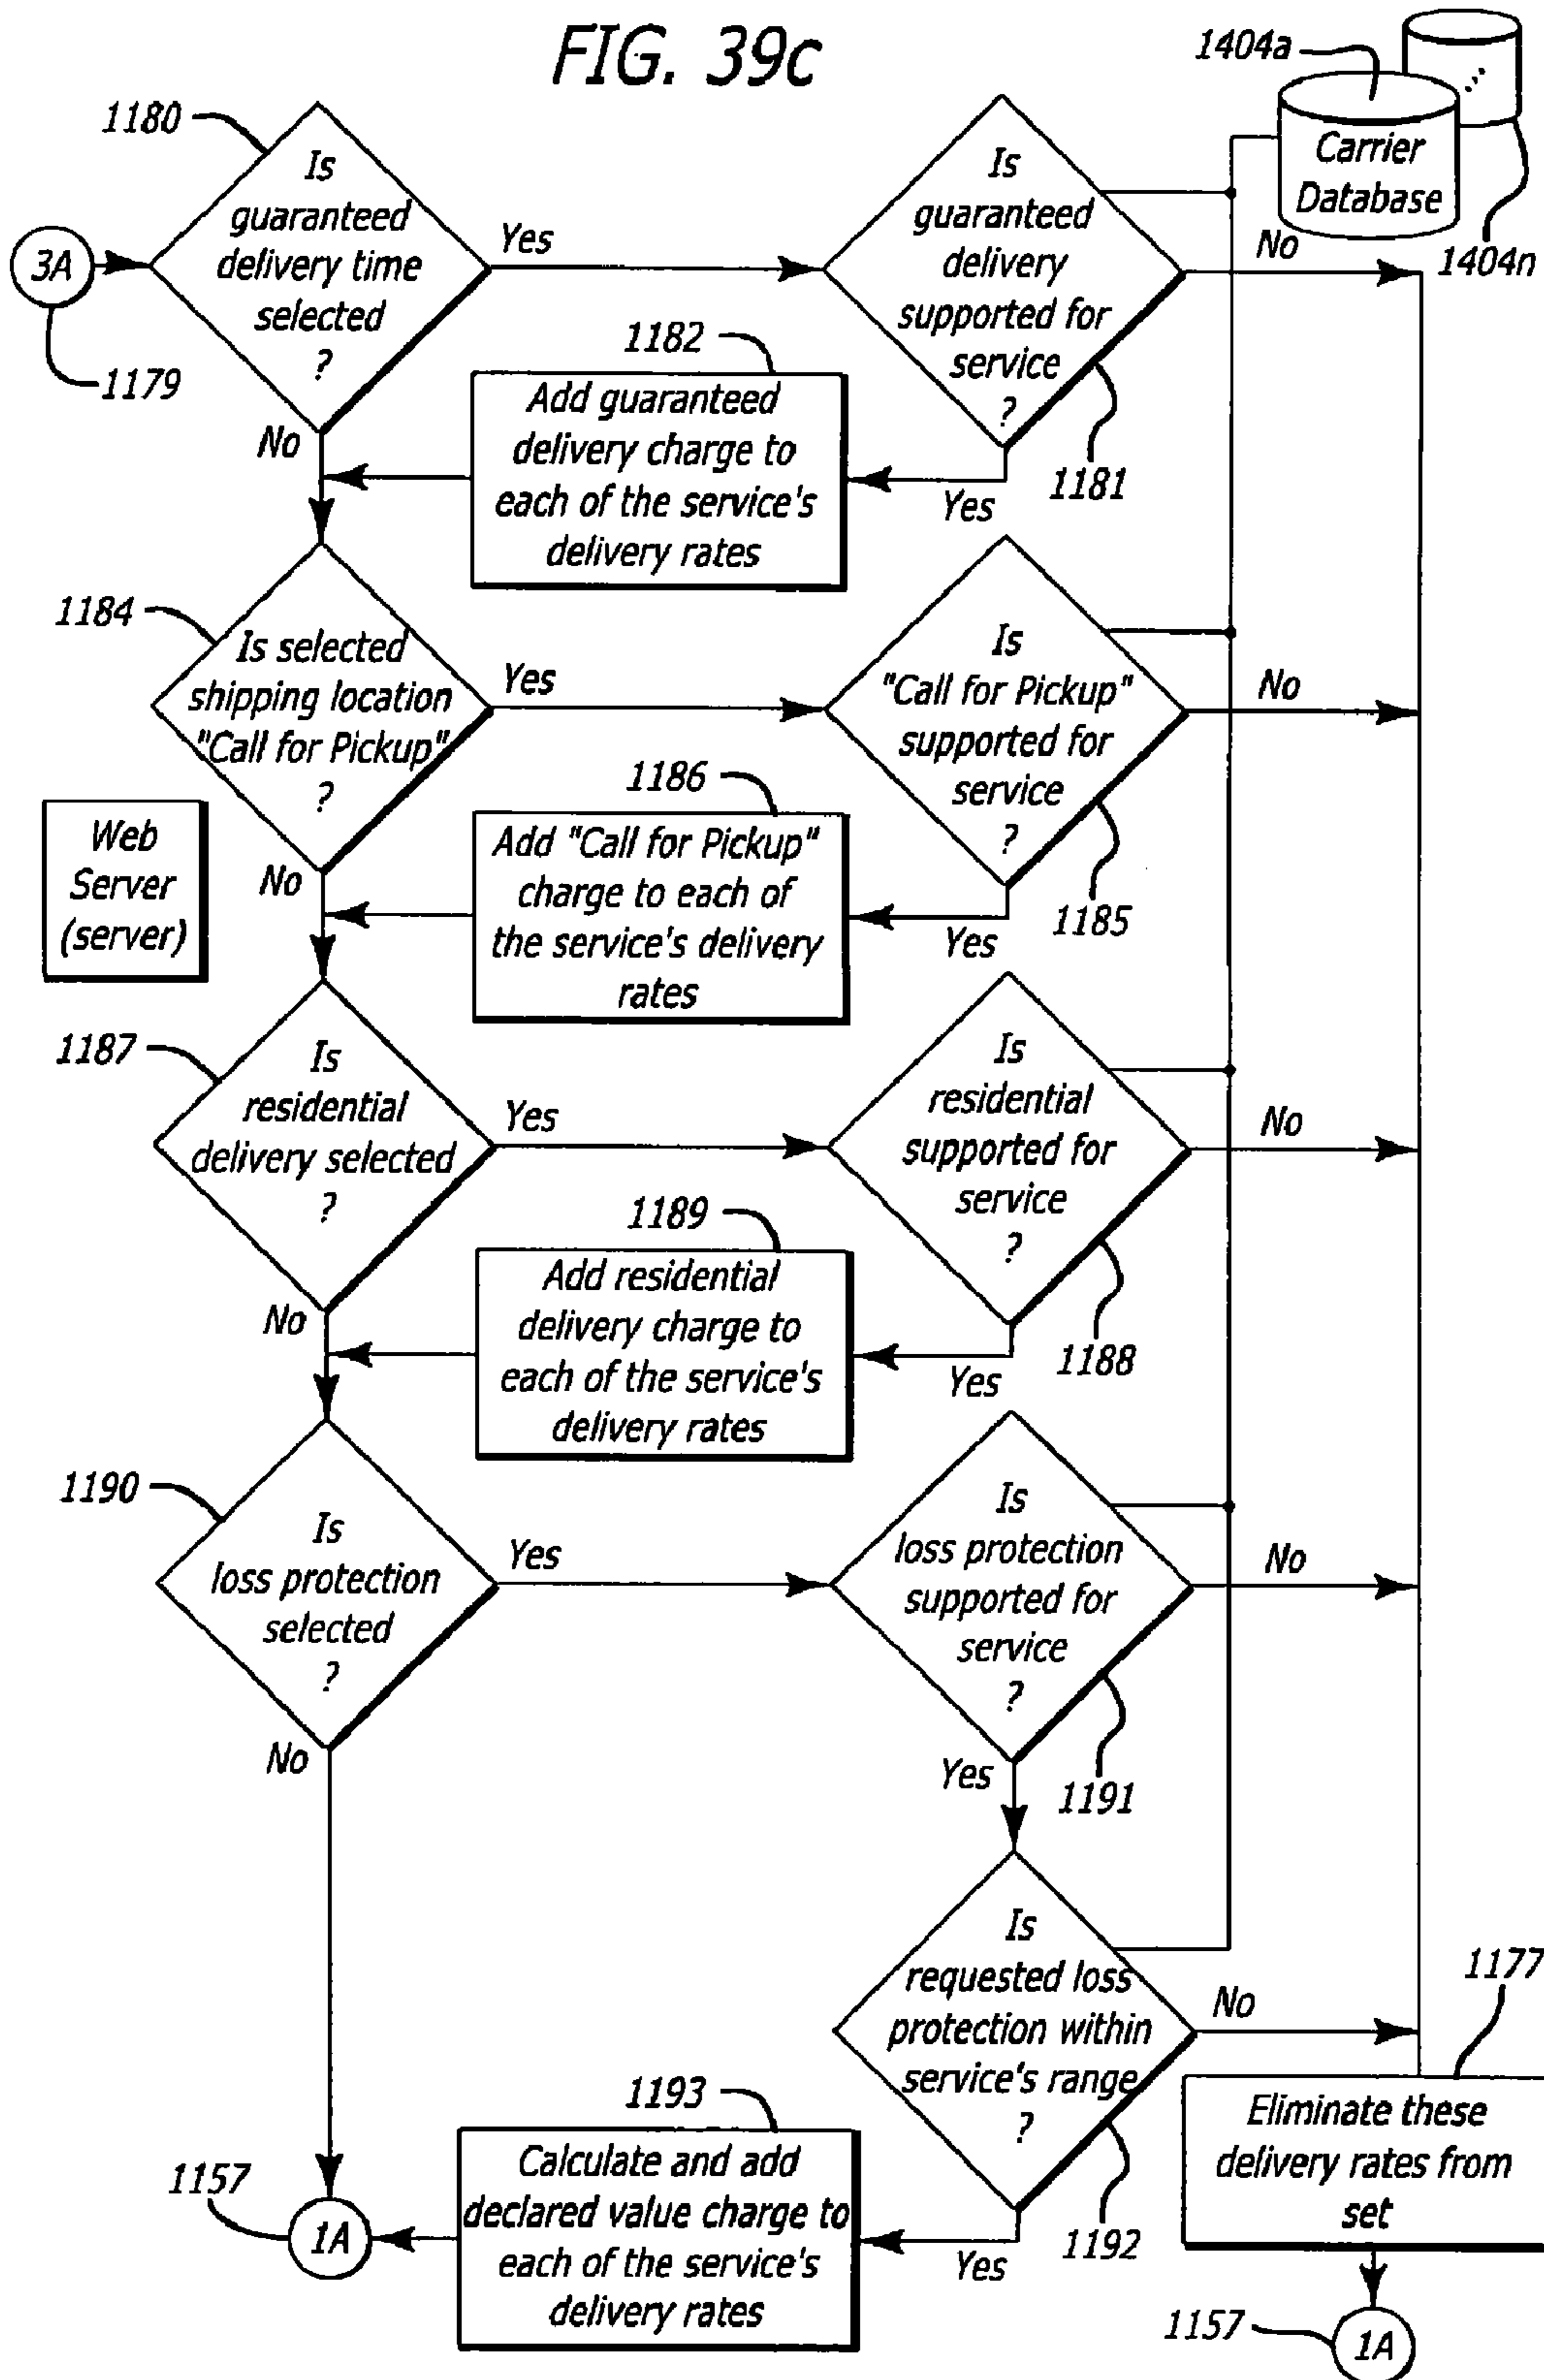 FIG. 39c
1404a
1180
Is
guaranteed
delivery time
selected
?
Yes
Is
guaranteed
delivery
supported for
service
?
Carrier
Database
No
1404n
3A
1179
1182
Add guaranteed
delivery charge to
each of the service's
delivery rates
No
Yes
1181
1184
Is selected
shipping location
"Call for Pickup"
?
Yes
Is
"Call for Pickup"
supported for
service
?
No
Web
Server
(server)
1186
Add "Call for Pickup"
charge to each of
the service's delivery
rates
No
Yes
1185
1187
Is
residential
delivery selected
?
Yes
Is
residential
supported for
service
?
No
1189
Add residential
delivery charge to
each of the service's
delivery rates
No
Yes
1188
1190
Is
loss protection
selected
?
Yes
Is
loss protection
supported for
service
?
No
No
Yes
1191
Is
requested loss
protection within
service's range
?
No
1177
Eliminate these
delivery rates from
set
1193
Calculate and add
declared value charge to
each of the service's
delivery rates
Yes
1192
1157
1A
1157
1A